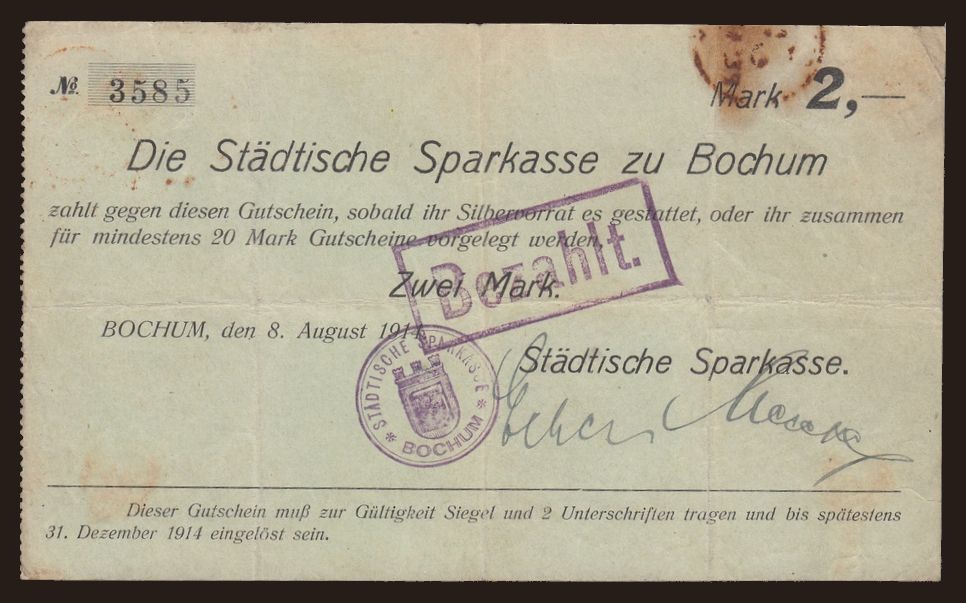 № 3585
Mark 2,—
Die Städtische Sparkasse zu Bochum
zahlt gegen diesen Gutschein, sobald ihr Silbervorrat es gestattet, oder ihr zusammen
für mindestens 20 Mark Gutscheine vorgelegt werden,
Bezahlt.
Zwei Mark.
BOCHUM, den 8. August 1914.
STÄDTISCHE SPARKASSE
* BOCHUM *
Städtische Sparkasse.
Dieser Gutschein muß zur Gültigkeit Siegel und 2 Unterschriften tragen und bis spätestens
31. Dezember 1914 eingelöst sein.